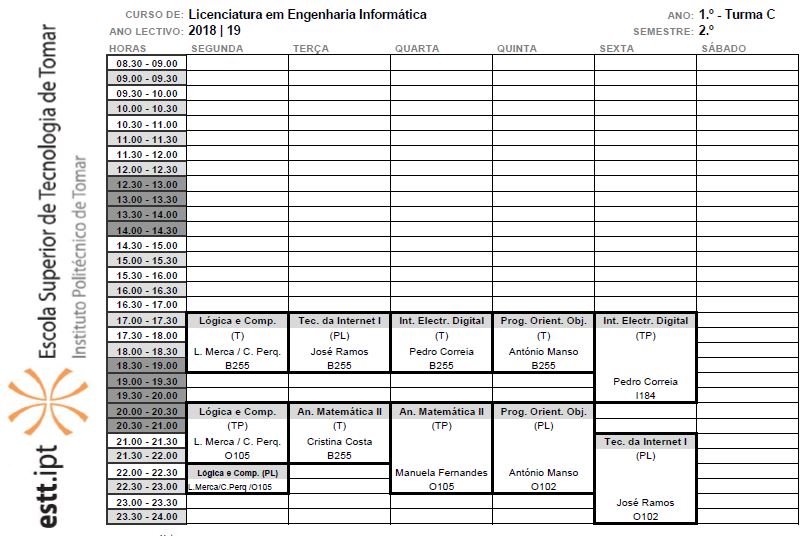 CURSO DE: Licenciatura em Engenharia Informática ANO: 1.º - Turma C
ANO LECTIVO: 2018 | 19 SEMESTRE: 2.º
HORAS SEGUNDA TERÇA QUARTA QUINTA SEXTA SÁBADO
08.30 - 09.00
09.00 - 09.30
09.30 - 10.00
10.00 - 10.30
10.30 - 11.00
11.00 - 11.30
11.30 - 12.00
12.00 - 12.30
12.30 - 13.00
13.00 - 13.30
13.30 - 14.00
14.00 - 14.30
14.30 - 15.00
15.00 - 15.30
15.30 - 16.00
16.00 - 16.30
16.30 - 17.00
17.00 - 17.30 Lógica e Comp. Tec. da Internet I Int. Electr. Digital Prog. Orient. Obj. Int. Electr. Digital
17.30 - 18.00 (T) (PL) (T) (T) (TP)
18.00 - 18.30 L. Merca / C. Perq. José Ramos Pedro Correia António Manso
18.30 - 19.00 B255 B255 B255 B255
19.00 - 19.30 Pedro Correia
19.30 - 20.00 I184
20.00 - 20.30 Lógica e Comp. An. Matemática II An. Matemática II Prog. Orient. Obj.
20.30 - 21.00 (TP) (T) (TP) (PL)
21.00 - 21.30 L. Merca / C. Perq. Cristina Costa Tec. da Internet I
21.30 - 22.00 O105 B255 (PL)
22.00 - 22.30 Lógica e Comp. (PL) Manuela Fernandes António Manso
22.30 - 23.00 L.Merca/C.Perq /O105 O105 O102
23.00 - 23.30 José Ramos
23.30 - 24.00 O102
estt.ipt
Escola Superior de Tecnologia de Tomar
Instituto Politécnico de Tomar